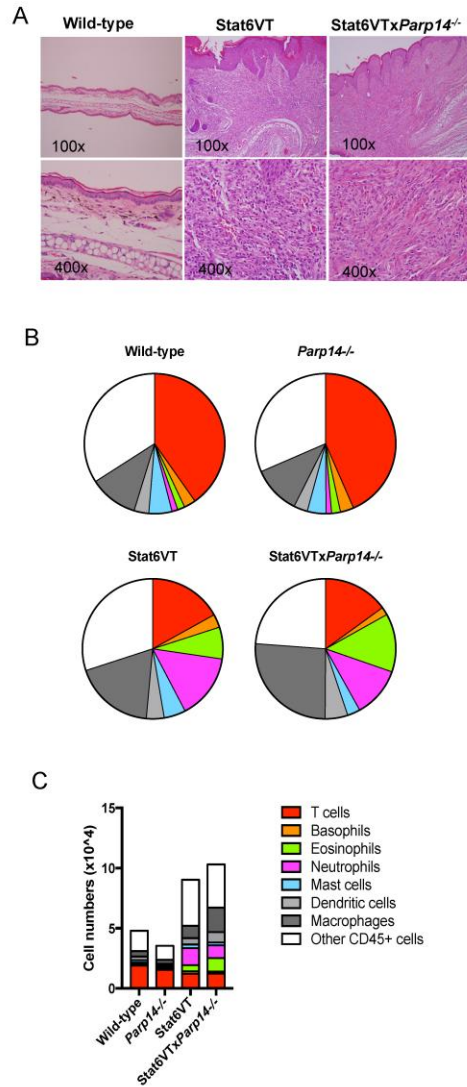 A
Wild-type Stat6VT Stat6VTxParp14-/-
100x 100x 100x
400x 400x 400x
B
Wild-type Parp14-/-
Stat6VT Stat6VTxParp14-/-
C
Cell numbers (x10^4)
15
10
5
0
Wild-type
Parp14-/-
Stat6VT
Stat6VTxParp14-/-
T cells
Basophils
Eosinophils
Neutrophils
Mast cells
Dendritic cells
Macrophages
Other CD45+ cells